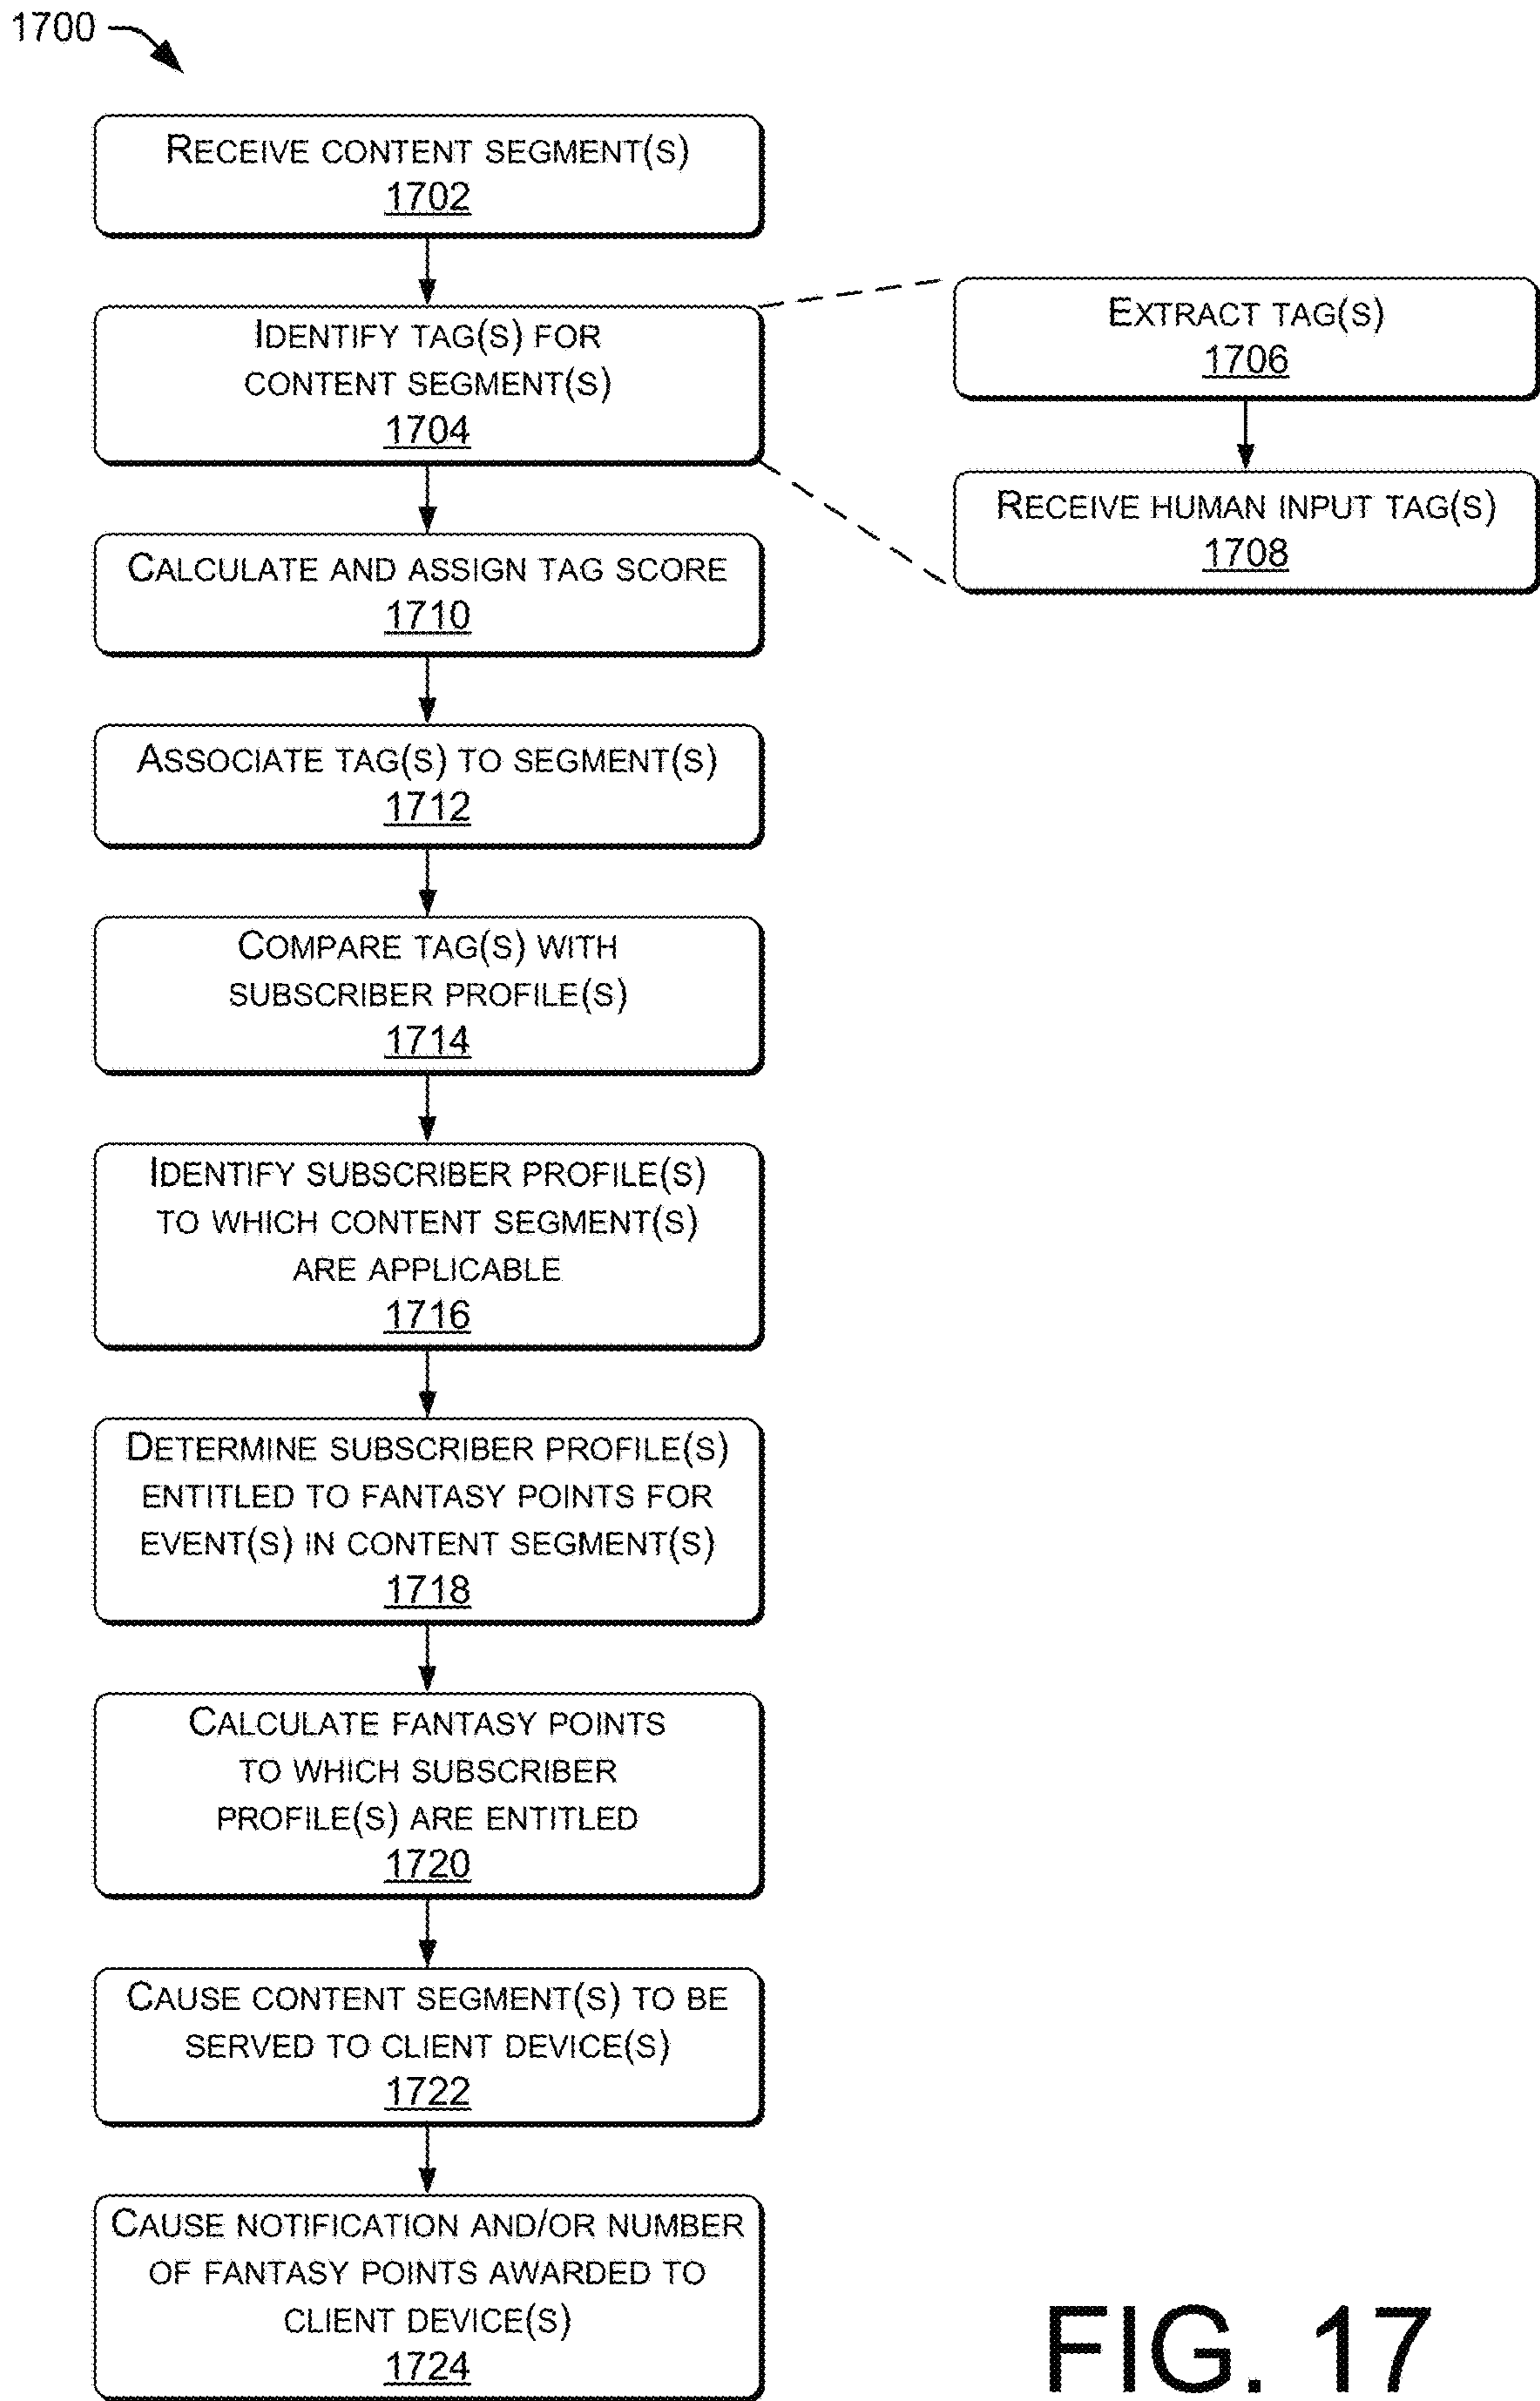 1700
RECEIVE CONTENT SEGMENT(S)
1702
IDENTIFY TAG(S) FOR
CONTENT SEGMENT(S)
1704
EXTRACT TAG(S)
1706
RECEIVE HUMAN INPUT TAG(S)
1708
CALCULATE AND ASSIGN TAG SCORE
1710
ASSOCIATE TAG(S) TO SEGMENT(S)
1712
COMPARE TAG(S) WITH
SUBSCRIBER PROFILE(S)
1714
IDENTIFY SUBSCRIBER PROFILE(S)
TO WHICH CONTENT SEGMENT(S)
ARE APPLICABLE
1716
DETERMINE SUBSCRIBER PROFILE(S)
ENTITLED TO FANTASY POINTS FOR
EVENT(S) IN CONTENT SEGMENT(S)
1718
CALCULATE FANTASY POINTS
TO WHICH SUBSCRIBER
PROFILE(S) ARE ENTITLED
1720
CAUSE CONTENT SEGMENT(S) TO BE
SERVED TO CLIENT DEVICE(S)
1722
CAUSE NOTIFICATION AND/OR NUMBER
OF FANTASY POINTS AWARDED TO
CLIENT DEVICE(S)
1724
FIG. 17